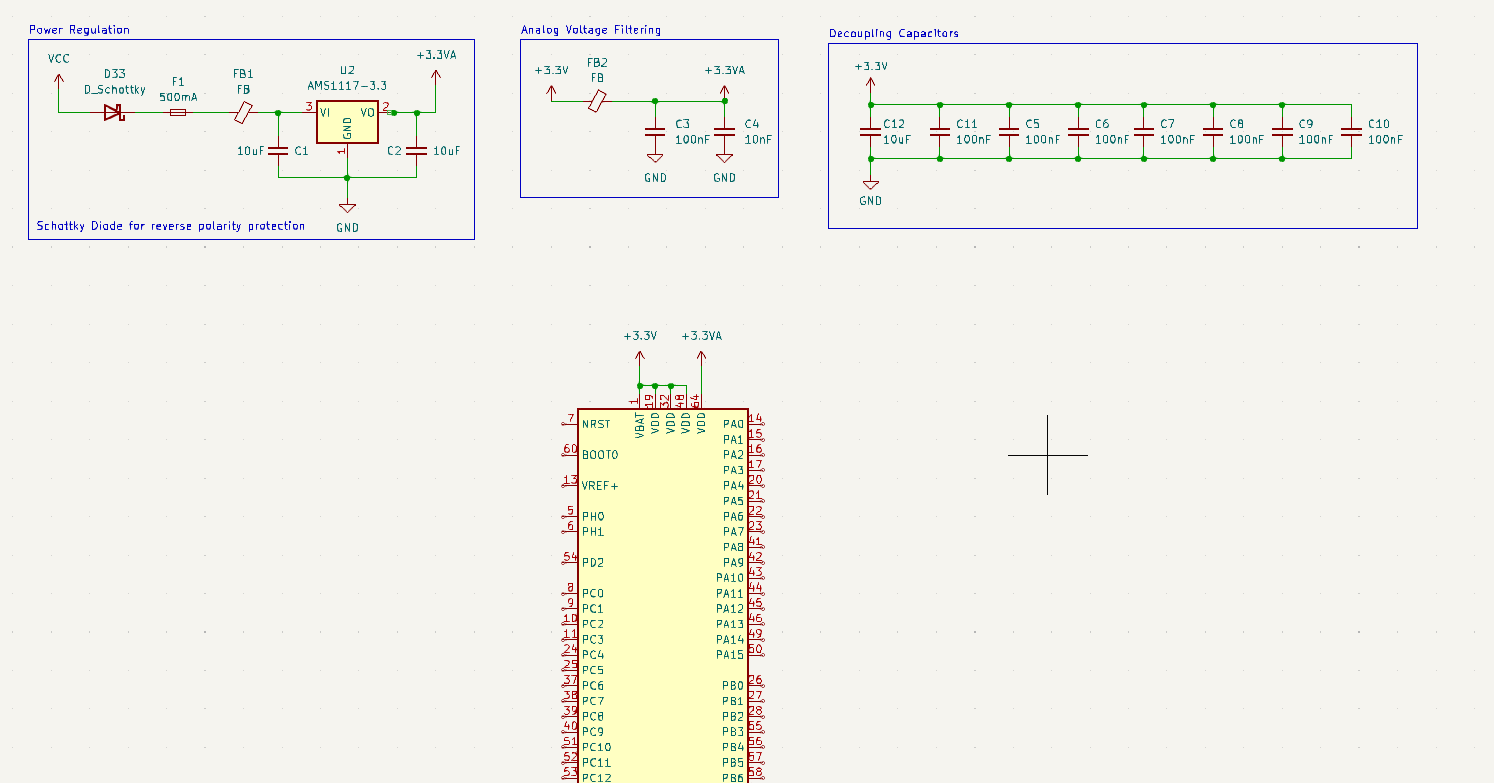 Power Regulation
VCC
D33
D_Schottky
F1
500mA
FB1
FB
U2
AMS1117-3.3
+3.3VA
3
VI
VO
2
GND
1
10uF
C1
C2
10uF
GND
Schottky Diode for reverse polarity protection
Analog Voltage Filtering
+3.3V
FB2
FB
+3.3VA
C3
100nF
C4
10nF
GND
GND
Decoupling Capacitors
+3.3V
C12
10uF
C11
100nF
C5
100nF
C6
100nF
C7
100nF
C8
100nF
C9
100nF
C10
100nF
GND
+3.3V
+3.3VA
1
19
32
48
64
VBAT
VDD
VDD
VDD
VDD
7 NRST
60 BOOT0
13 VREF+
5 PH0
6 PH1
54 PD2
8 PC0
9 PC1
10 PC2
11 PC3
24 PC4
25 PC5
37 PC6
38 PC7
39 PC8
40 PC9
51 PC10
52 PC11
53 PC12
PA0 14
PA1 15
PA2 16
PA3 17
PA4 20
PA5 21
PA6 22
PA7 23
PA8 41
PA9 42
PA10 43
PA11 44
PA12 45
PA13 46
PA14 49
PA15 50
PB0 26
PB1 27
PB2 28
PB3 55
PB4 56
PB5 57
PB6 58